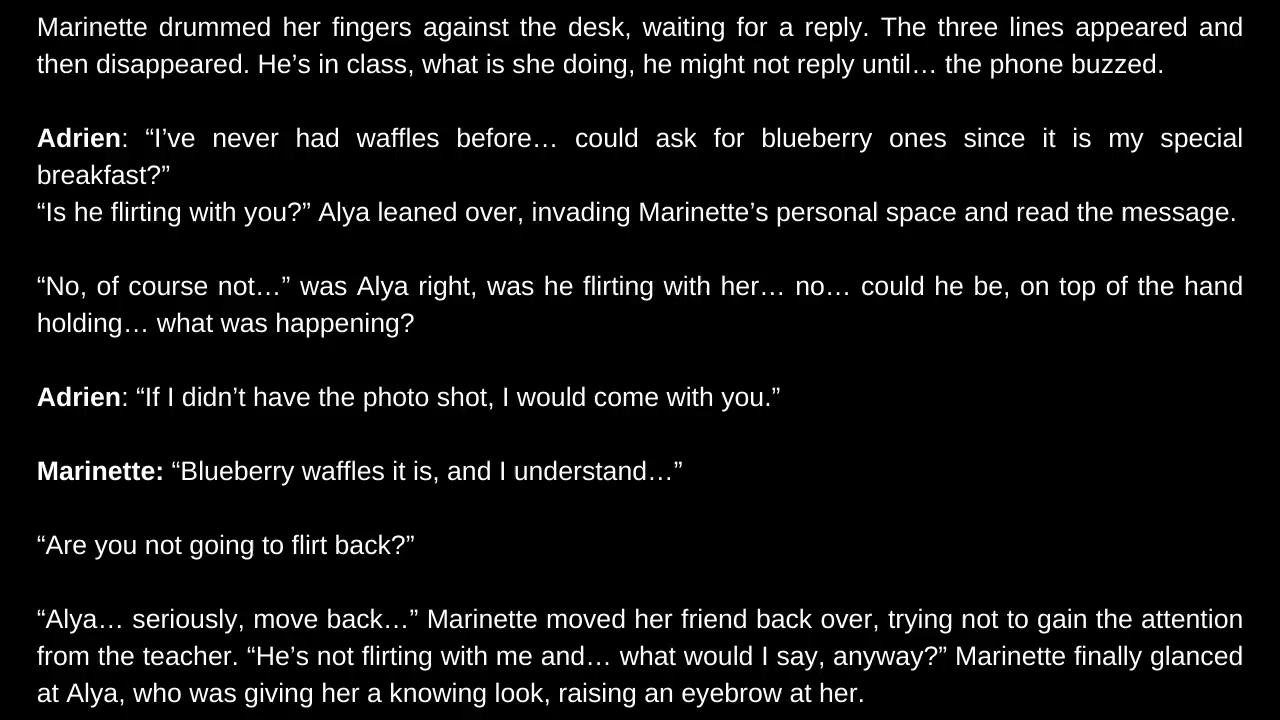 Marinette drummed her fingers against the desk, waiting for a reply. The three lines appeared and
then disappeared. He’s in class, what is she doing, he might not reply until… the phone buzzed.
Adrien: “I’ve never had waffles before… could ask for blueberry ones since it is my special
breakfast?”
“Is he flirting with you?” Alya leaned over, invading Marinette’s personal space and read the message.
“No, of course not…” was Alya right, was he flirting with her… no… could he be, on top of the hand
holding… what was happening?
Adrien: “If I didn’t have the photo shot, I would come with you.”
Marinette: “Blueberry waffles it is, and I understand…”
“Are you not going to flirt back?”
“Alya… seriously, move back…” Marinette moved her friend back over, trying not to gain the attention
from the teacher. “He’s not flirting with me and… what would I say, anyway?” Marinette finally glanced
at Alya, who was giving her a knowing look, raising an eyebrow at her.